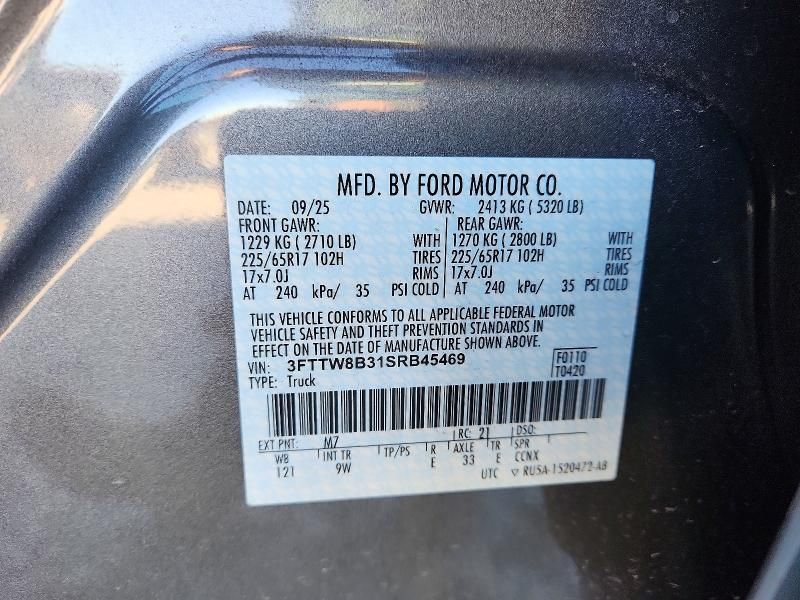 MFD. BY FORD MOTOR CO.
DATE: 09/25 GVWR: 2413 KG ( 5320 LB)
FRONT GAWR: REAR GAWR:
1229 KG ( 2710 LB) WITH 1270 KG ( 2800 LB) WITH
225/65R17 102H TIRES 225/65R17 102H TIRES
17x7.0J RIMS 17x7.0J RIMS
AT 240 kPa/ 35 PSI COLD AT 240 kPa/ 35 PSI COLD
THIS VEHICLE CONFORMS TO ALL APPLICABLE FEDERAL MOTOR
VEHICLE SAFETY AND THEFT PREVENTION STANDARDS IN
EFFECT ON THE DATE OF MANUFACTURE SHOWN ABOVE.
VIN: 3FTTW8B31SRB45469 F0110
TYPE: Truck T0420
EXT PNT: M7 RC: 21 DSO:
WB INT TR TP/PS R AXLE TR SPR
121 9W E 33 E CCNX
UTC RU5A-1520472-AB